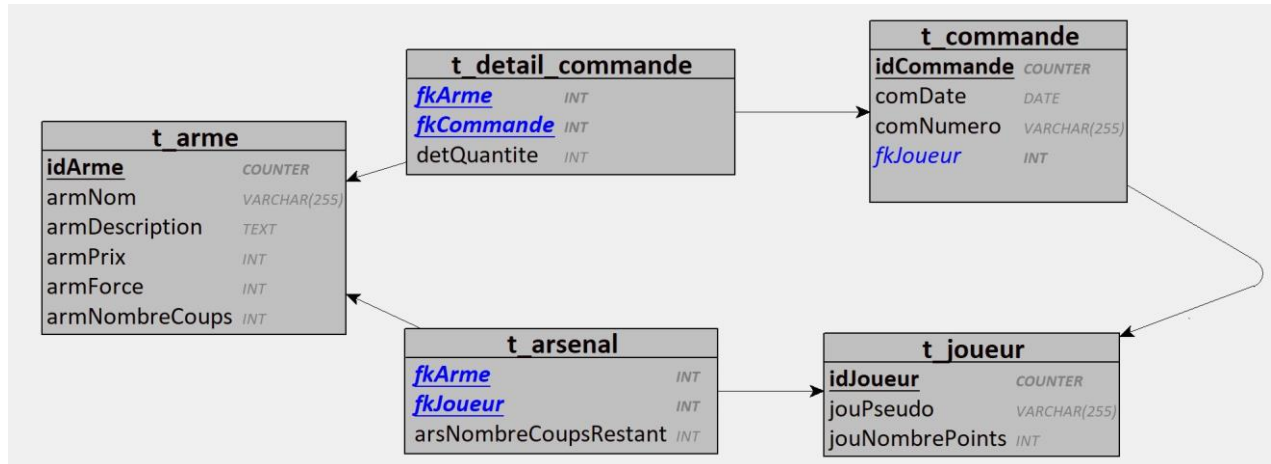 t_commande
idCommande COUNTER
comDate DATE
comNumero VARCHAR(255)
fkJoueur INT
t_detail_commande
fkArme INT
fkCommande INT
detQuantite INT
t_arme
idArme COUNTER
armNom VARCHAR(255)
armDescription TEXT
armPrix INT
armForce INT
armNombreCoups INT
t_arsenal
fkArme INT
fkJoueur INT
arsNombreCoupsRestant INT
t_joueur
idJoueur COUNTER
jouPseudo VARCHAR(255)
jouNombrePoints INT